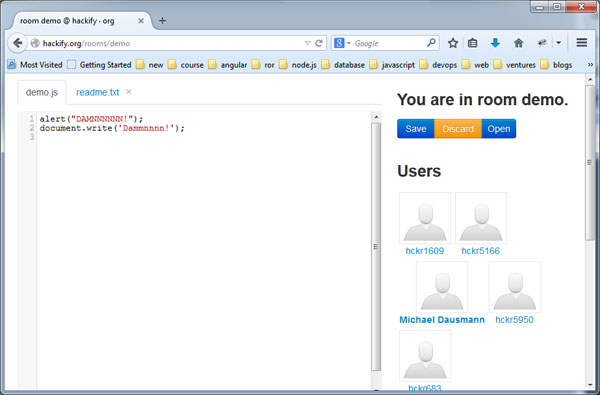 room demo @ hackify - org
hackify.org/rooms/demo
Google
Most Visited Getting Started new course angular ror node.js database javascript devops web ventures blogs
demo.js readme.txt
1 alert("DAMNNNNNN!");
2 document.write('Dammnnnn!');
3
You are in room demo.
Save Discard Open
Users
hckr1609 hckr5166
Michael Dausmann hckr5950
hckr683